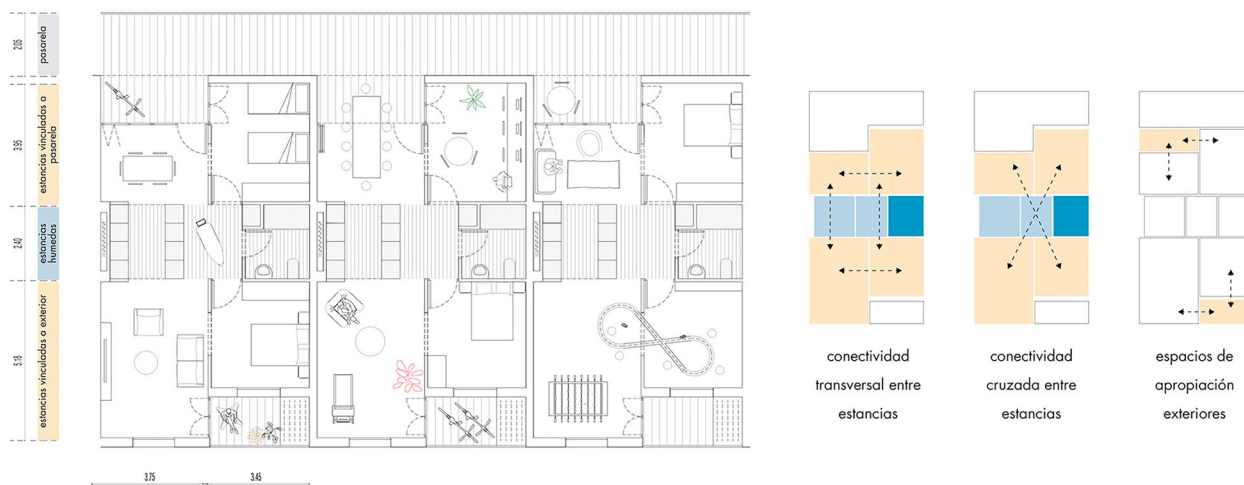 2.05
pasarela
3.95
estancias vinculadas a
pasarela
2.40
estancias
humedas
5.18
estancias vinculadas a exterior
3.75
3.45
conectividad
transversal entre
estancias
conectividad
cruzada entre
estancias
espacios de
apropiación
exteriores